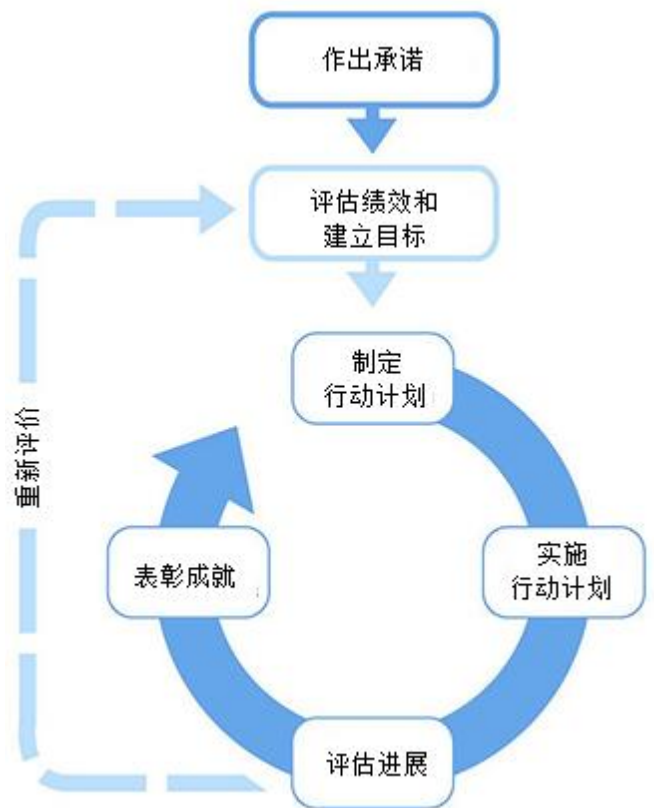 作出承诺
评估绩效和
建立目标
制定
行动计划
重新评价
表彰成就
实施
行动计划
评估进展